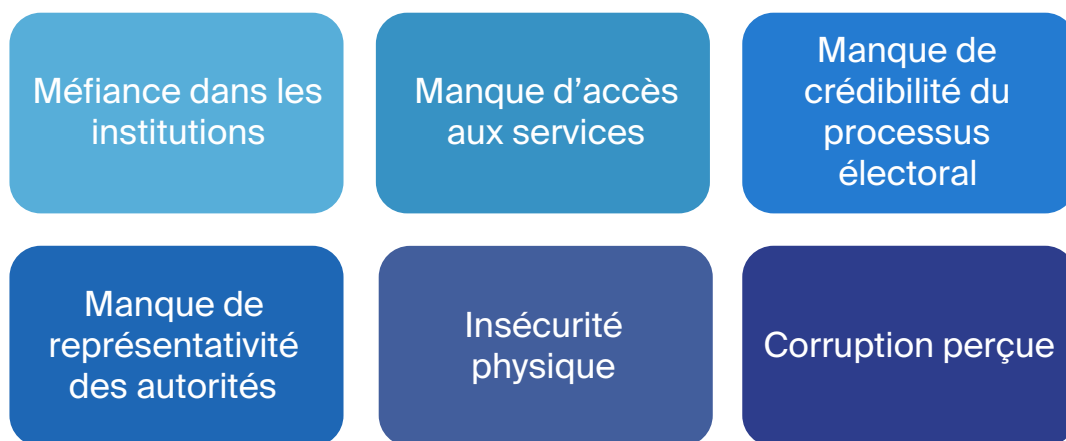 Méfiance dans les
institutions
Manque d’accès
aux services
Manque de
crédibilité du
processus
électoral
Manque de
représentativité
des autorités
Insécurité
physique
Corruption perçue